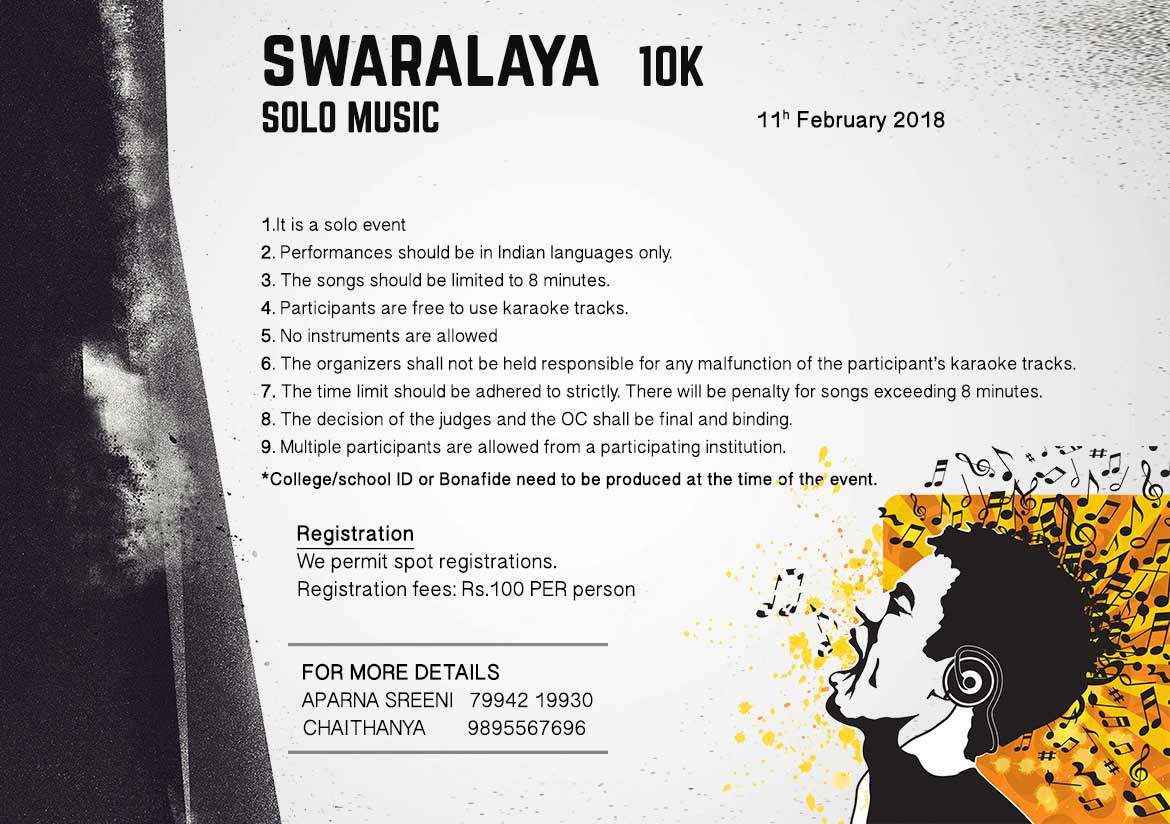 SWARALAYA 10K
SOLO MUSIC
11h February 2018
1.It is a solo event
2. Performances should be in Indian languages only.
3. The songs should be limited to 8 minutes.
4. Participants are free to use karaoke tracks.
5. No instruments are allowed
6. The organizers shall not be held responsible for any malfunction of the participant's karaoke tracks.
7. The time limit should be adhered to strictly. There will be penalty for songs exceeding 8 minutes.
8. The decision of the judges and the OC shall be final and binding.
9. Multiple participants are allowed from a participating institution.
*College/school ID or Bonafide need to be produced at the time of the event.
Registration
We permit spot registrations.
Registration fees: Rs.100 PER person
FOR MORE DETAILS
APARNA SREENI 79942 19930
CHAITHANYA 9895567696